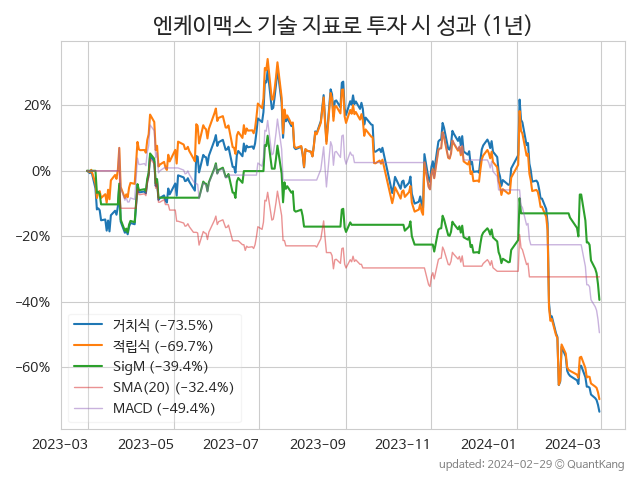 엔케이맥스 기술 지표로 투자 시 성과 (1년)
20%
0%
−20%
−40%
−60%
거치식 (−73.5%)
적립식 (−69.7%)
SigM (−39.4%)
SMA(20) (−32.4%)
MACD (−49.4%)
2023−03 2023−05 2023−07 2023−09 2023−11 2024−01 2024−03
updated: 2024−02−29 ⓒ QuantKang